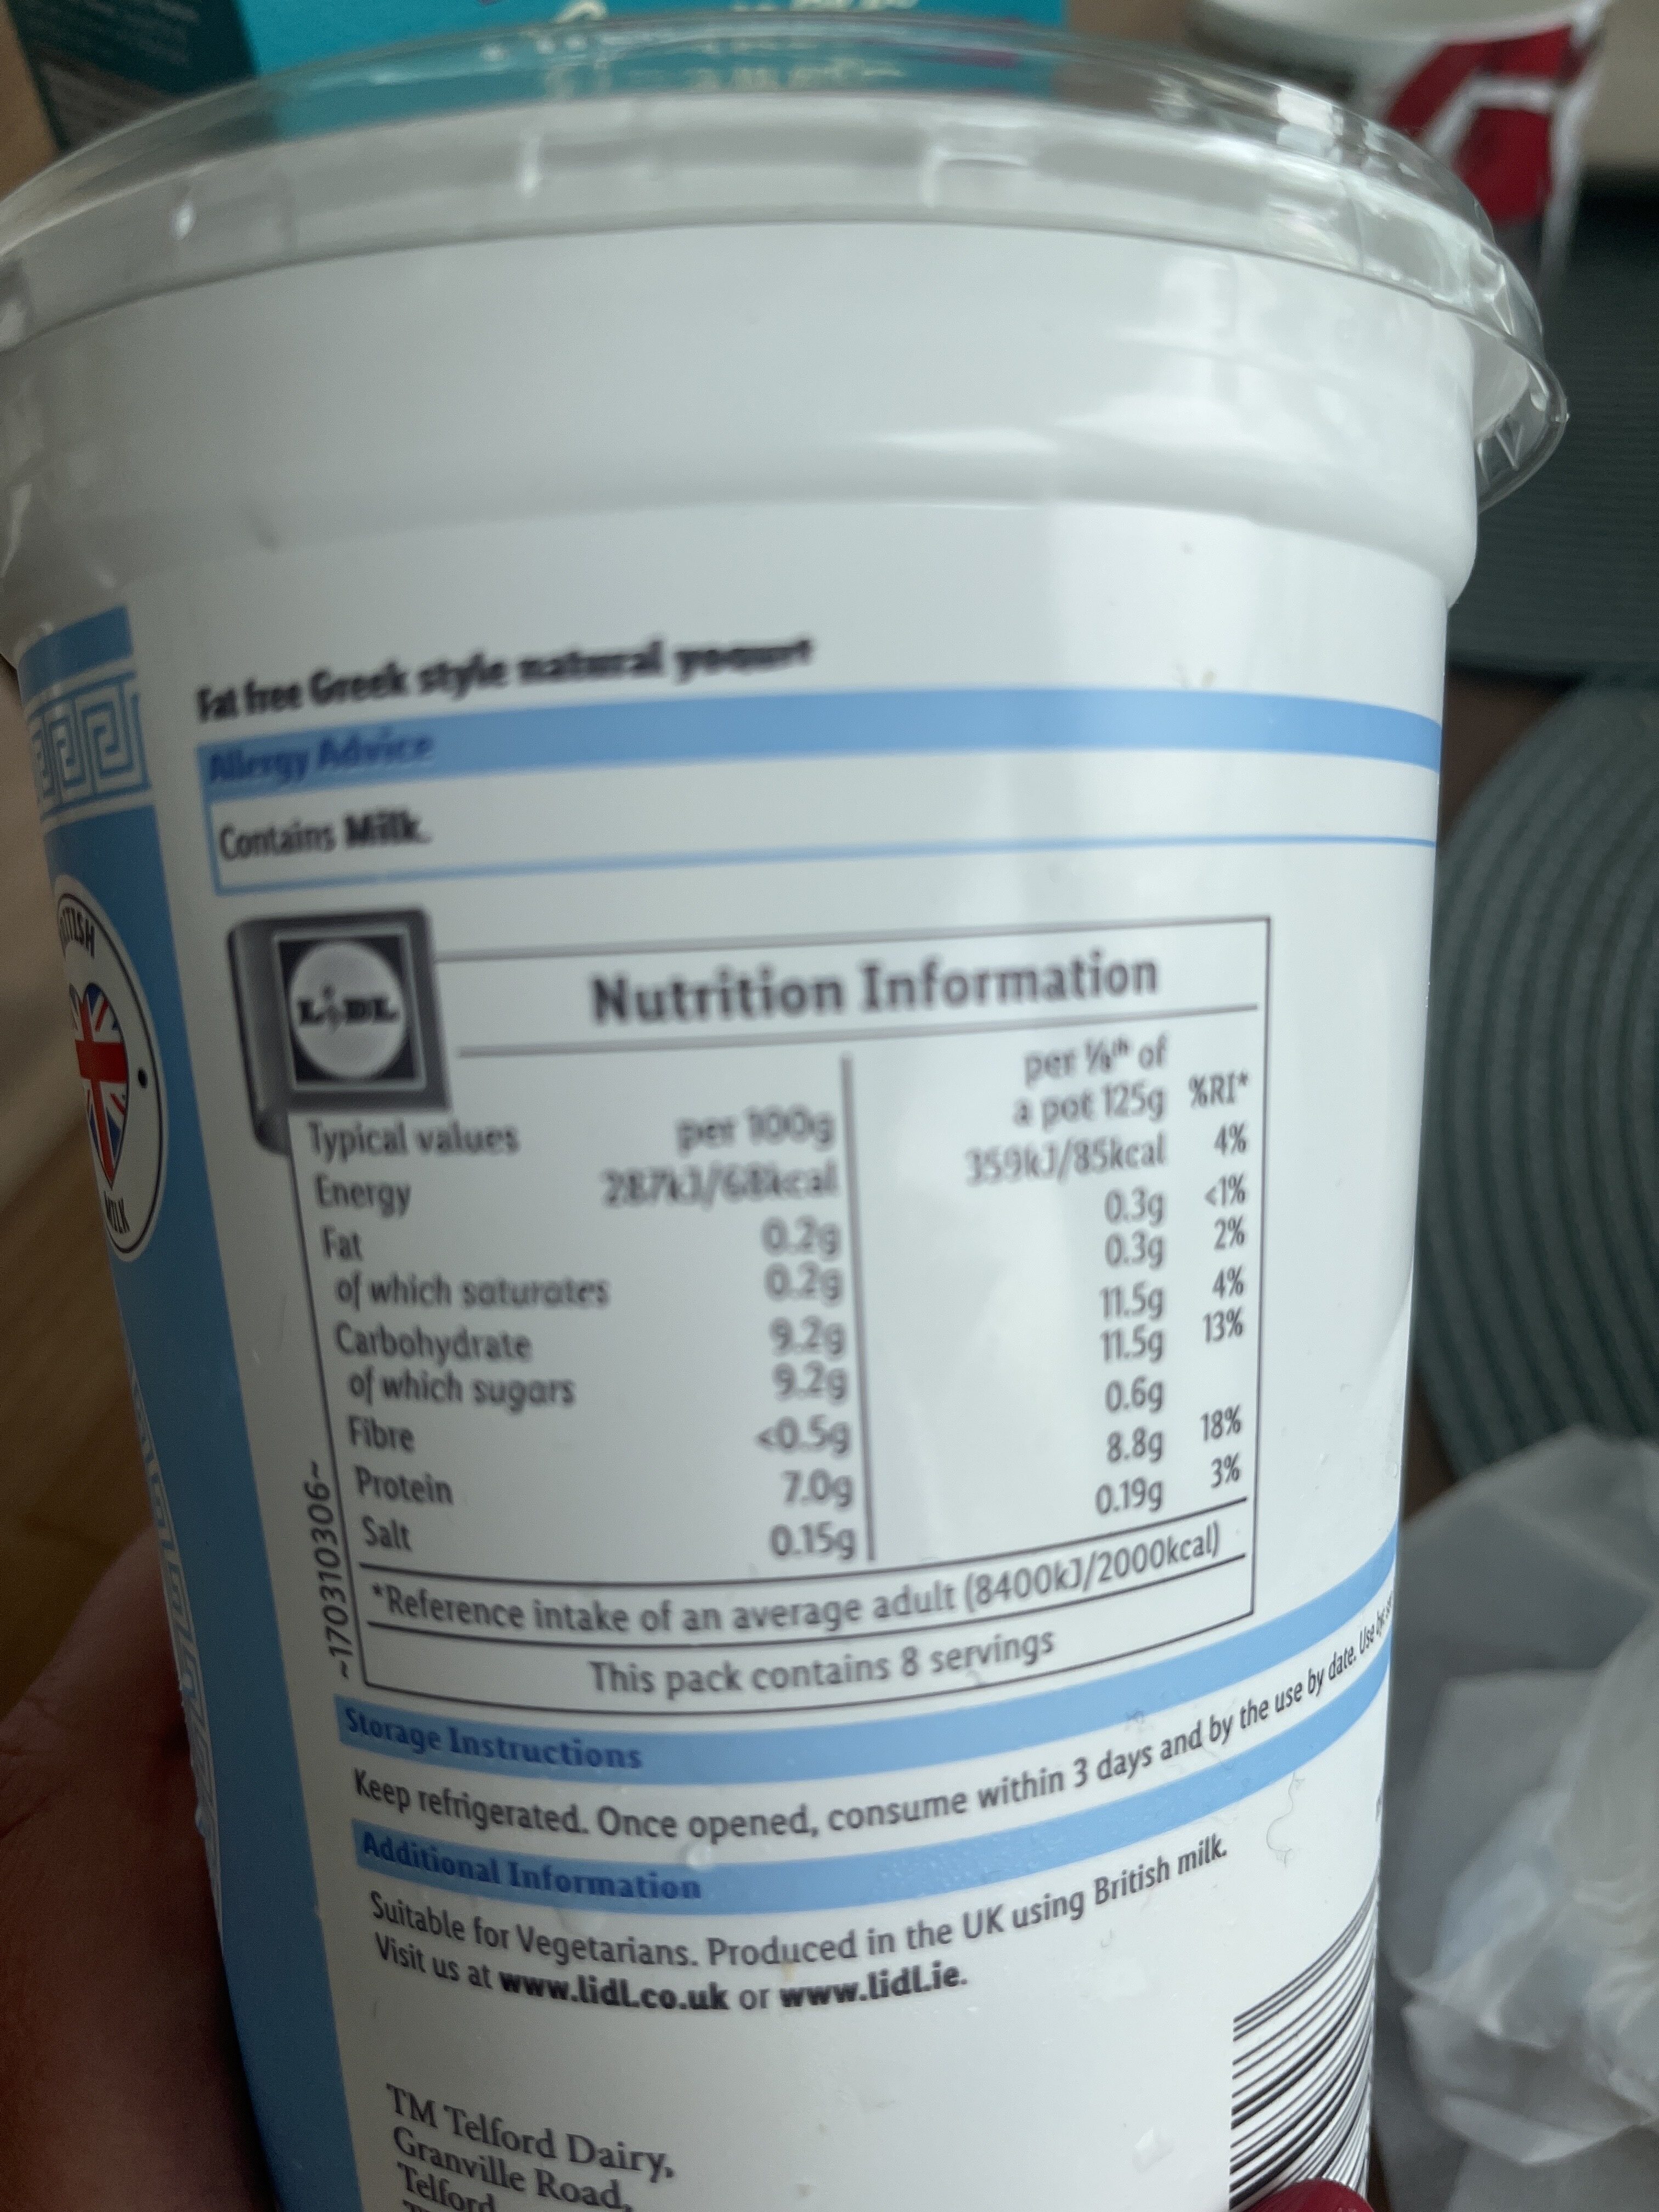 Fat free Greek style natural yogurt
Allergy Advice
Contains Milk.
LiDL
Nutrition Information
Typical values per 100g per ⅛th of a pot 125g %RI*
Energy 287kJ/68kcal 359kJ/85kcal 4%
Fat 0.2g 0.3g <1%
of which saturates 0.2g 0.3g 2%
Carbohydrate 9.2g 11.5g 4%
of which sugars 9.2g 11.5g 13%
Fibre <0.5g 0.6g
Protein 7.0g 8.8g 18%
Salt 0.15g 0.19g 3%
*Reference intake of an average adult (8400kJ/2000kcal)
This pack contains 8 servings
~170310306~
Storage Instructions
Keep refrigerated. Once opened, consume within 3 days and by the use by date. Use by:
Additional Information
Suitable for Vegetarians. Produced in the UK using British milk.
Visit us at www.lidl.co.uk or www.lidl.ie.
TM Telford Dairy,
Granville Road,
Telford
MILK